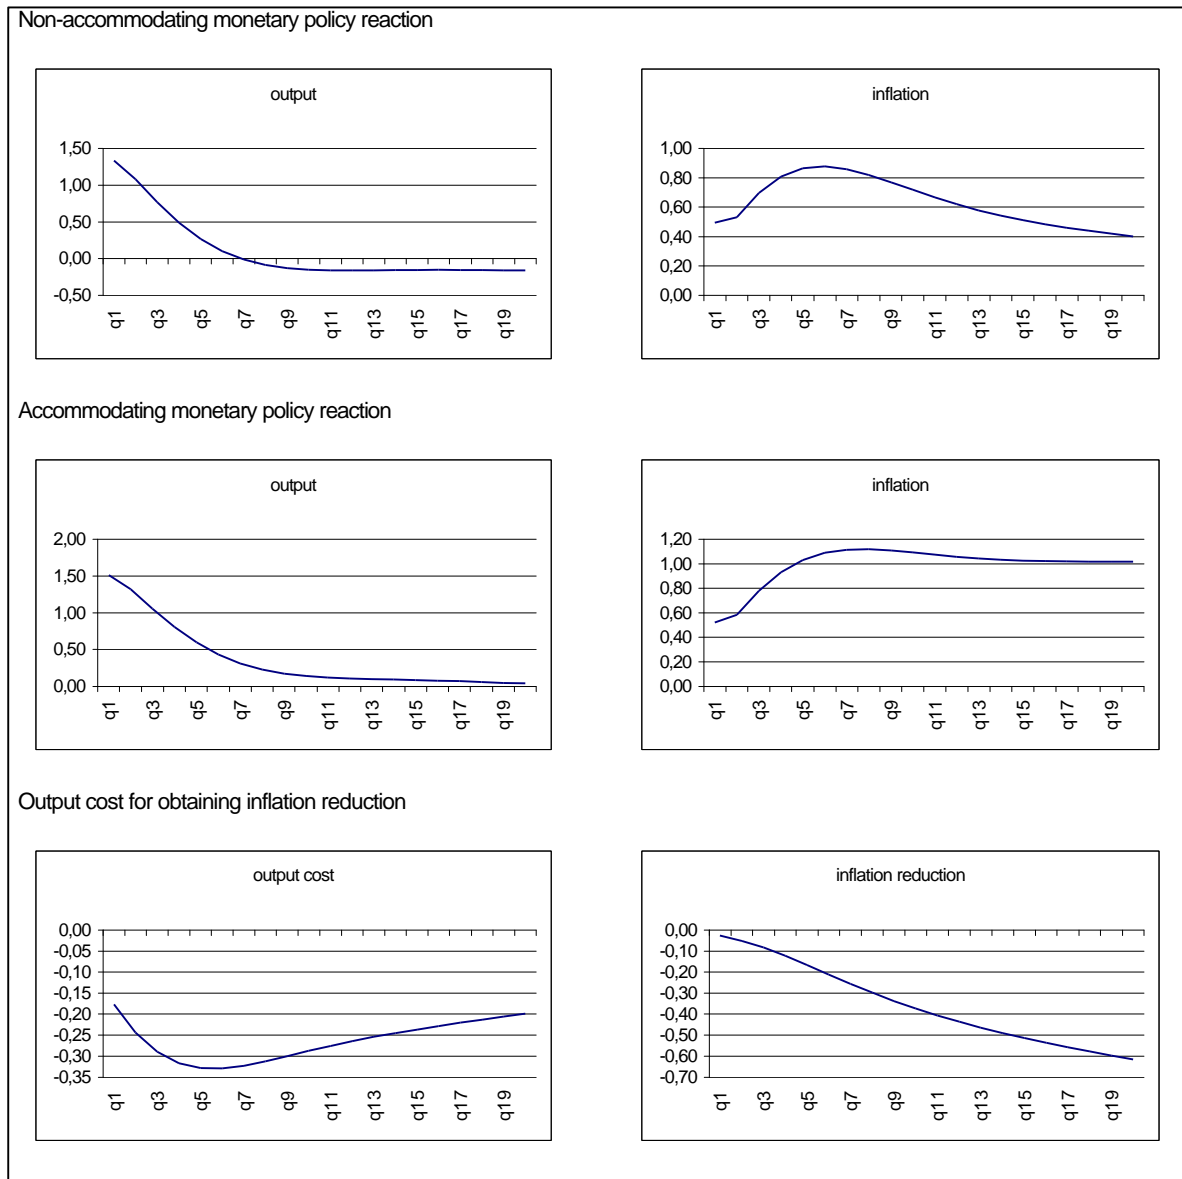 Non-accommodating monetary policy reaction
output
1,50
1,00
0,50
0,00
-0,50
q1 q3 q5 q7 q9 q11 q13 q15 q17 q19
inflation
1,00
0,80
0,60
0,40
0,20
0,00
q1 q3 q5 q7 q9 q11 q13 q15 q17 q19
Accommodating monetary policy reaction
output
2,00
1,50
1,00
0,50
0,00
q1 q3 q5 q7 q9 q11 q13 q15 q17 q19
inflation
1,20
1,00
0,80
0,60
0,40
0,20
0,00
q1 q3 q5 q7 q9 q11 q13 q15 q17 q19
Output cost for obtaining inflation reduction
output cost
0,00
-0,05
-0,10
-0,15
-0,20
-0,25
-0,30
-0,35
q1 q3 q5 q7 q9 q11 q13 q15 q17 q19
inflation reduction
0,00
-0,10
-0,20
-0,30
-0,40
-0,50
-0,60
-0,70
q1 q3 q5 q7 q9 q11 q13 q15 q17 q19